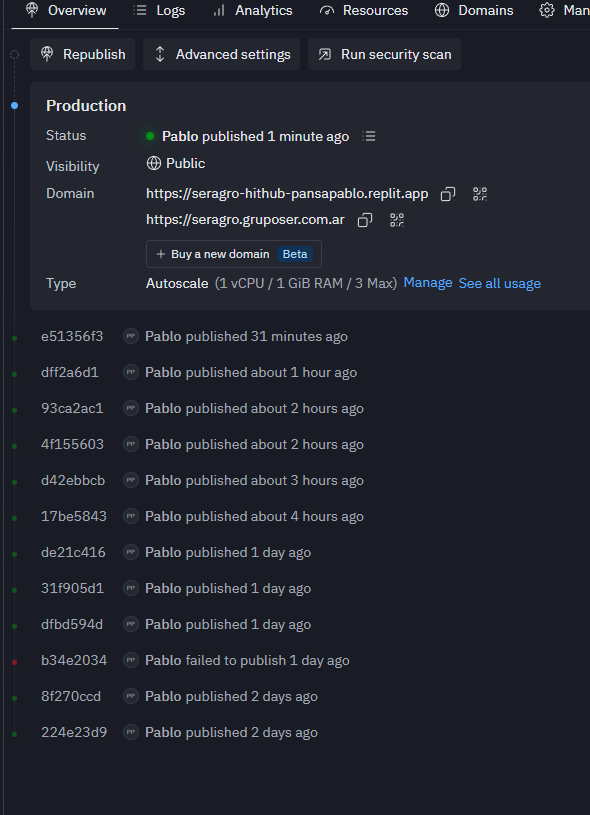 Overview Logs Analytics Resources Domains Man
Republish Advanced settings Run security scan
Production
Status Pablo published 1 minute ago
Visibility Public
Domain https://seragro-hithub-pansapablo.replit.app
https://seragro.gruposer.com.ar
+ Buy a new domain Beta
Type Autoscale (1 vCPU / 1 GiB RAM / 3 Max) Manage See all usage
e51356f3 PP Pablo published 31 minutes ago
dff2a6d1 PP Pablo published about 1 hour ago
93ca2ac1 PP Pablo published about 2 hours ago
4f155603 PP Pablo published about 2 hours ago
d42ebbcb PP Pablo published about 3 hours ago
17be5843 PP Pablo published about 4 hours ago
de21c416 PP Pablo published 1 day ago
31f905d1 PP Pablo published 1 day ago
dfbd594d PP Pablo published 1 day ago
b34e2034 PP Pablo failed to publish 1 day ago
8f270ccd PP Pablo published 2 days ago
224e23d9 PP Pablo published 2 days ago